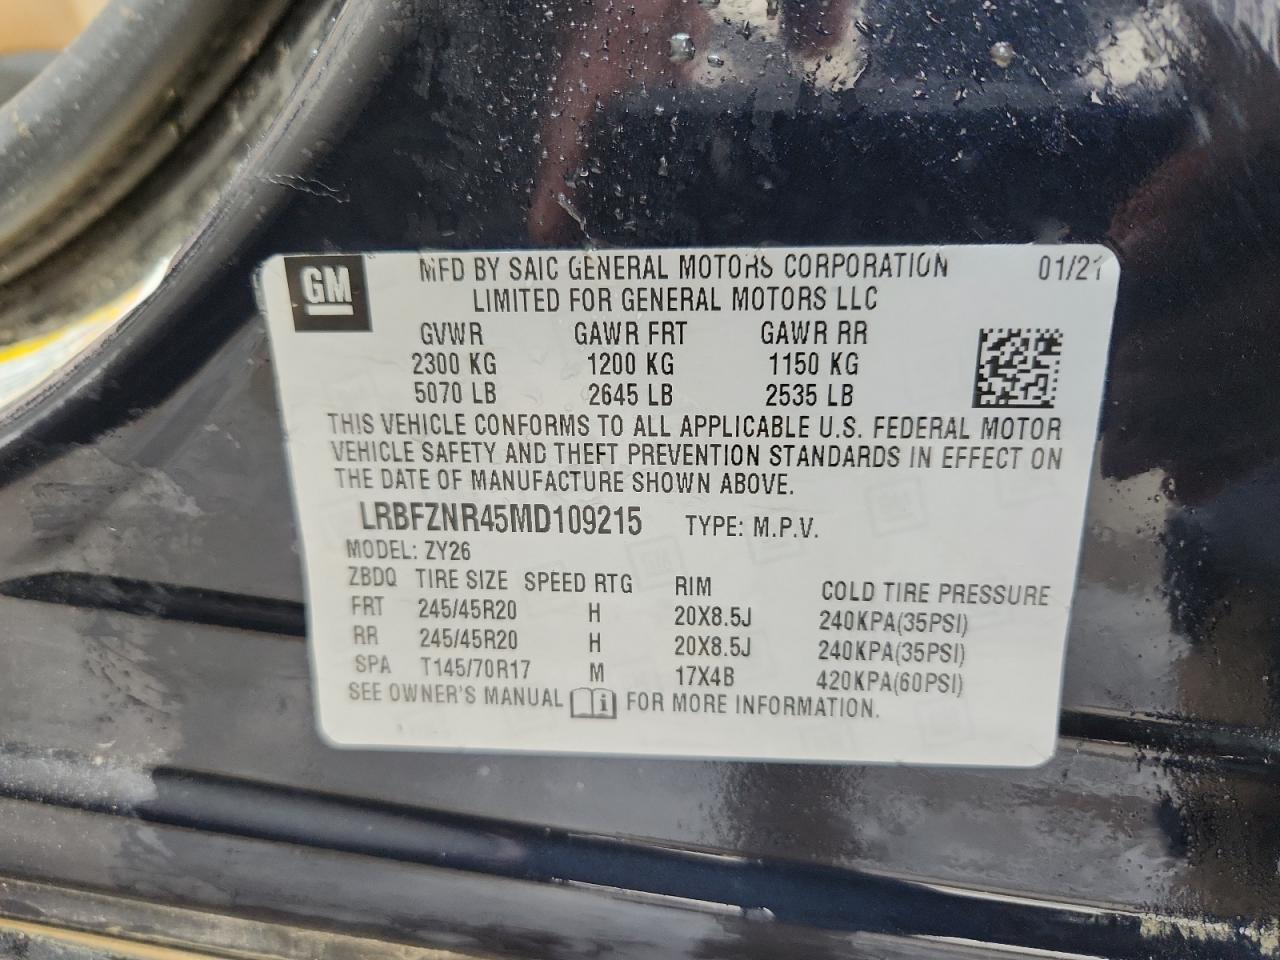 GM MFD BY SAIC GENERAL MOTORS CORPORATION 01/21
LIMITED FOR GENERAL MOTORS LLC
GVWR GAWR FRT GAWR RR
2300 KG 1200 KG 1150 KG
5070 LB 2645 LB 2535 LB
THIS VEHICLE CONFORMS TO ALL APPLICABLE U.S. FEDERAL MOTOR
VEHICLE SAFETY AND THEFT PREVENTION STANDARDS IN EFFECT ON
THE DATE OF MANUFACTURE SHOWN ABOVE.
LRBFZNR45MD109215 TYPE: M.P.V.
MODEL: ZY26
ZBDQ TIRE SIZE SPEED RTG RIM COLD TIRE PRESSURE
FRT 245/45R20 H 20X8.5J 240KPA(35PSI)
RR 245/45R20 H 20X8.5J 240KPA(35PSI)
SPA T145/70R17 M 17X4B 420KPA(60PSI)
SEE OWNER'S MANUAL i FOR MORE INFORMATION.